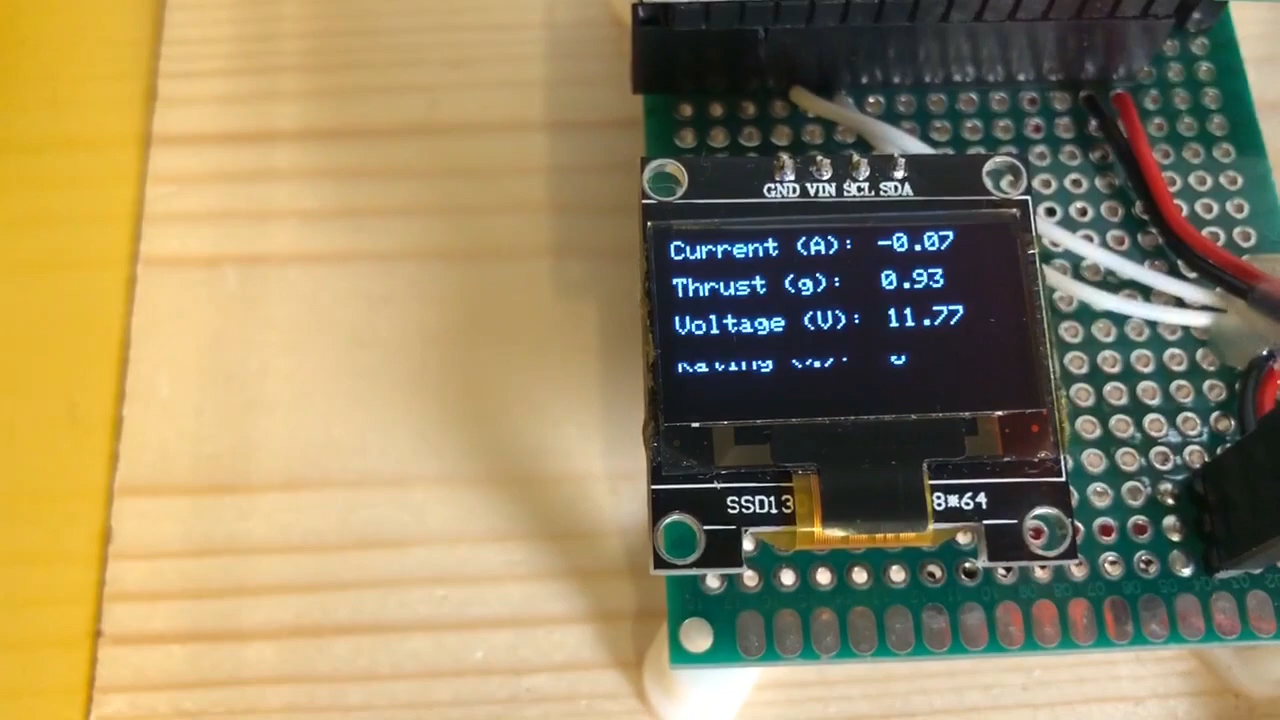 GND VIN SCL SDA
Current (A): -0.07
Thrust (g): 0.93
Voltage (V): 11.77
SSD13 8*64